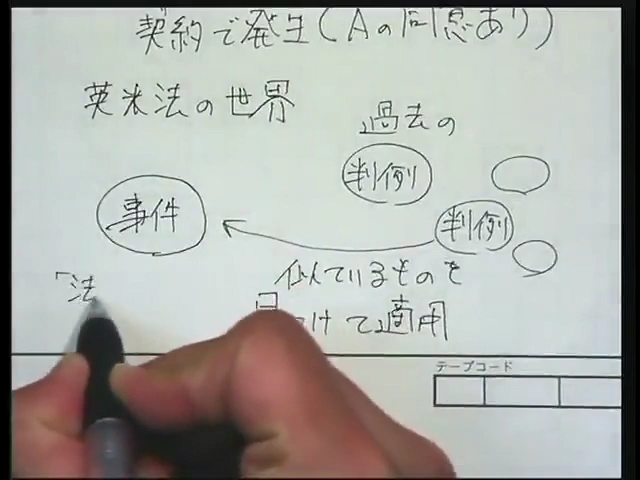 契約で発生(Aの同意あり)
英米法の世界
過去の
判例
事件
判例
似ているものを
つけて適用
「法
テープコード